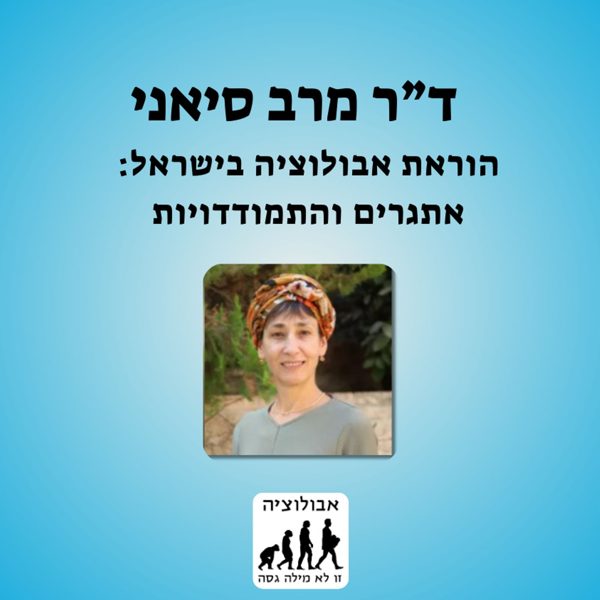 ד"ר מרב סיאני
הוראת אבולוציה בישראל:
אתגרים והתמודדויות
אבולוציה
זו לא מילה גסה